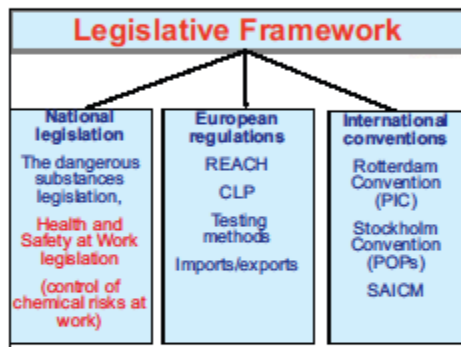 Legislative Framework
National
legislation
The dangerous
substances
legislation,
Health and
Safety at Work
legislation
(control of
chemical risks at
work)
European
regulations
REACH
CLP
Testing
methods
Imports/exports
International
conventions
Rotterdam
Convention
(PIC)
Stockholm
Convention
(POPs)
SAICM